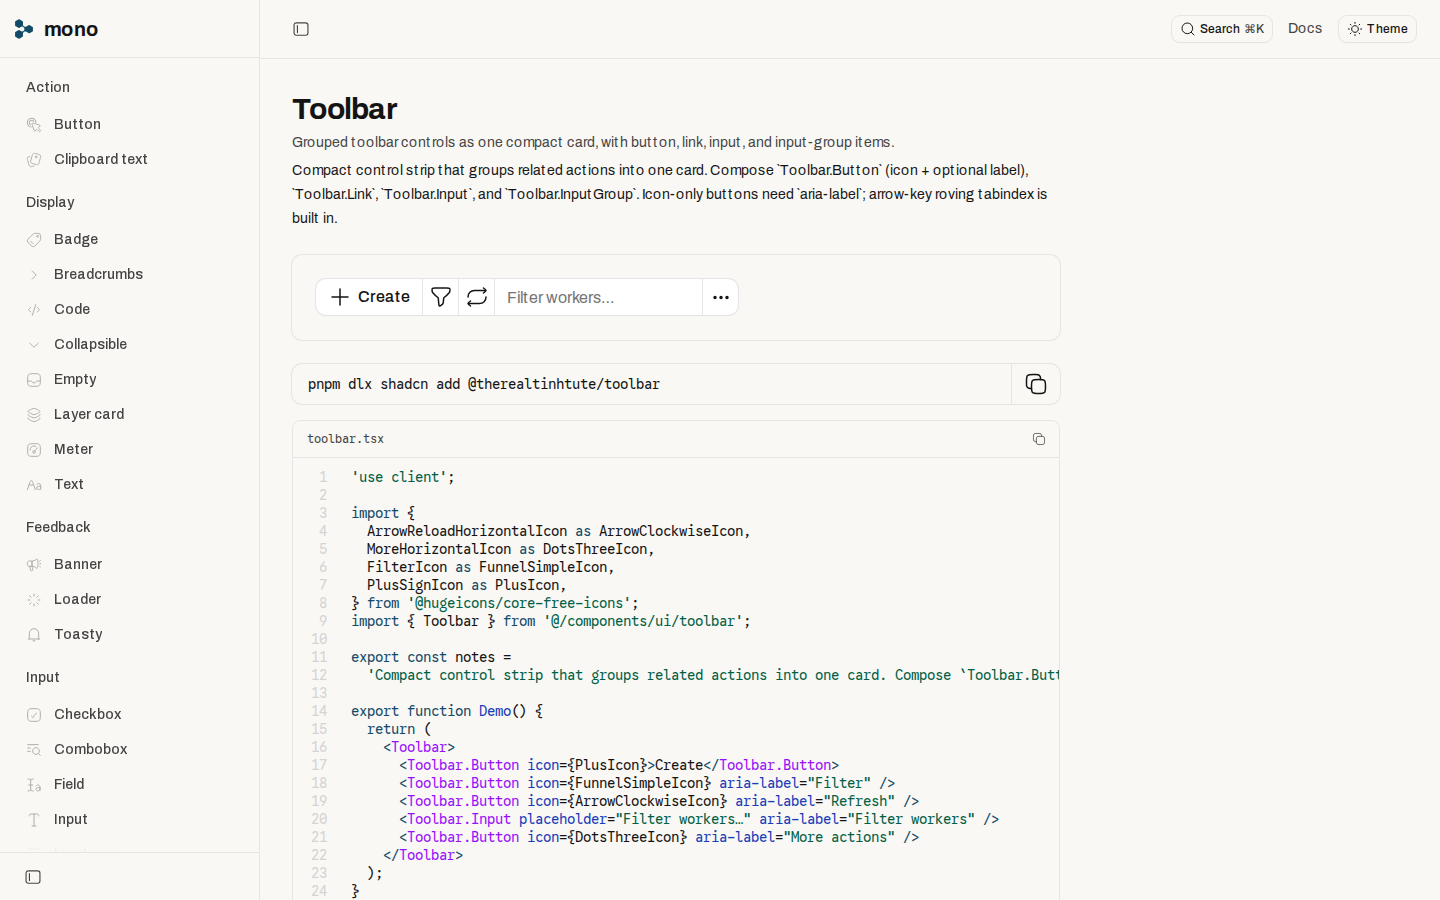 mono
Search ⌘K
Docs
Theme
Action
Button
Clipboard text
Display
Badge
Breadcrumbs
Code
Collapsible
Empty
Layer card
Meter
Text
Feedback
Banner
Loader
Toasty
Input
Checkbox
Combobox
Field
Input
Toolbar
Grouped toolbar controls as one compact card, with button, link, input, and input-group items.
Compact control strip that groups related actions into one card. Compose `Toolbar.Button` (icon + optional label),
`Toolbar.Link`, `Toolbar.Input`, and `Toolbar.InputGroup`. Icon-only buttons need `aria-label`; arrow-key roving tabindex is
built in.
Create
Filter workers...
pnpm dlx shadcn add @therealtinhtute/toolbar
toolbar.tsx
1 'use client';
2
3 import {
4 ArrowReloadHorizontalIcon as ArrowClockwiseIcon,
5 MoreHorizontalIcon as DotsThreeIcon,
6 FilterIcon as FunnelSimpleIcon,
7 PlusSignIcon as PlusIcon,
8 } from '@hugeicons/core-free-icons';
9 import { Toolbar } from '@/components/ui/toolbar';
10
11 export const notes =
12 'Compact control strip that groups related actions into one card. Compose `Toolbar.Butt
13
14 export function Demo() {
15 return (
16 <Toolbar>
17 <Toolbar.Button icon={PlusIcon}>Create</Toolbar.Button>
18 <Toolbar.Button icon={FunnelSimpleIcon} aria-label="Filter" />
19 <Toolbar.Button icon={ArrowClockwiseIcon} aria-label="Refresh" />
20 <Toolbar.Input placeholder="Filter workers…" aria-label="Filter workers" />
21 <Toolbar.Button icon={DotsThreeIcon} aria-label="More actions" />
22 </Toolbar>
23 );
24 }